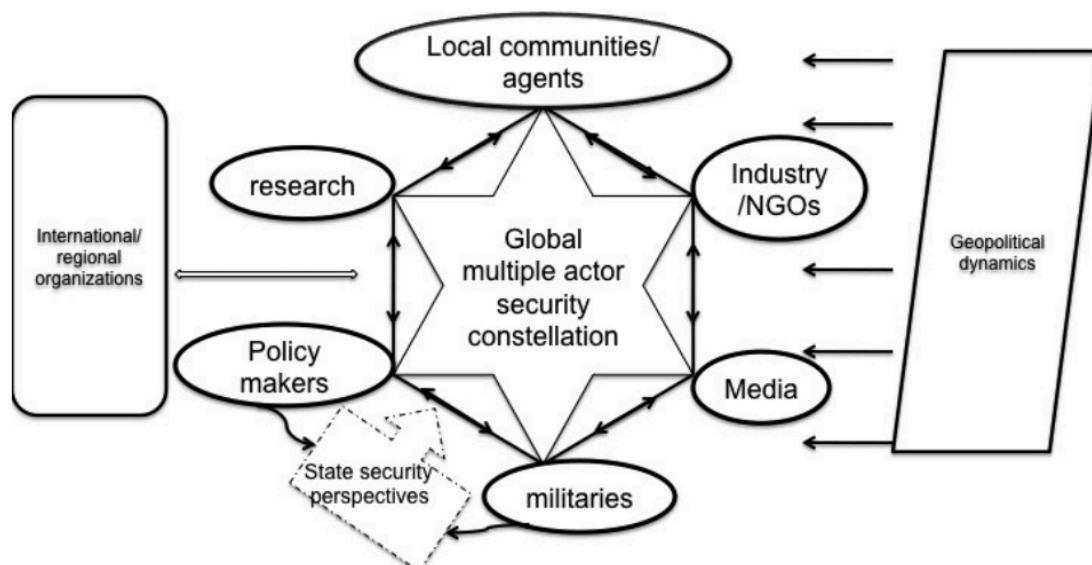 Local communities/
agents
research
Industry
/NGOs
International/
regional
organizations
Global
multiple actor
security
constellation
Geopolitical
dynamics
Policy
makers
Media
State security
perspectives
militaries